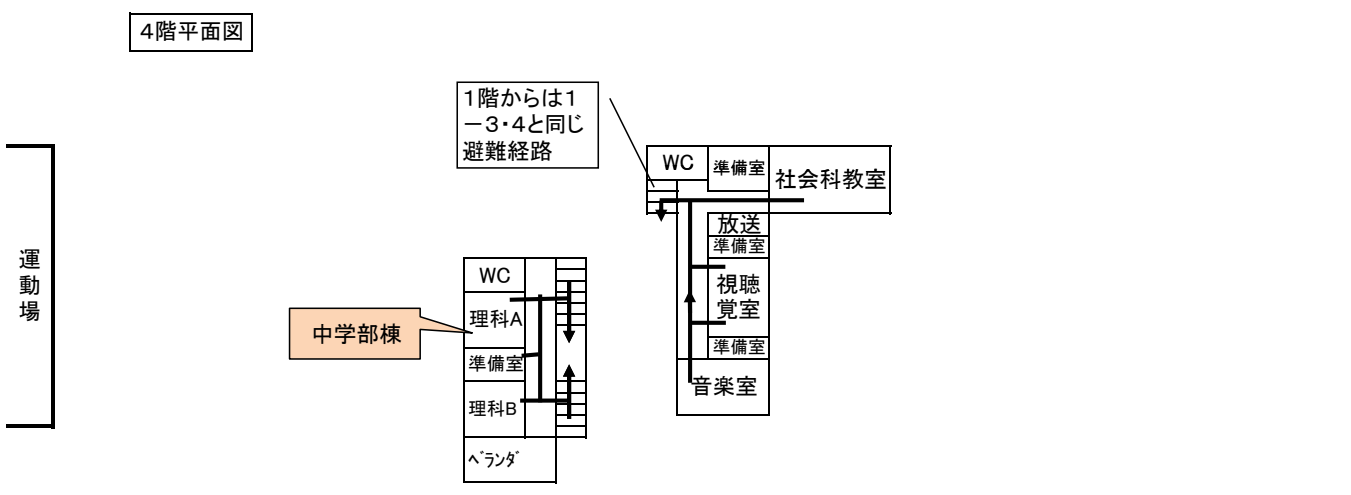 ４階平面図
１階からは１
－３・４と同じ
避難経路
WC
準備室
社会科教室
放送
準備室
視聴
覚室
準備室
音楽室
運
動
場
WC
理科A
中学部棟
準備室
理科B
ﾍﾞﾗﾝﾀﾞ